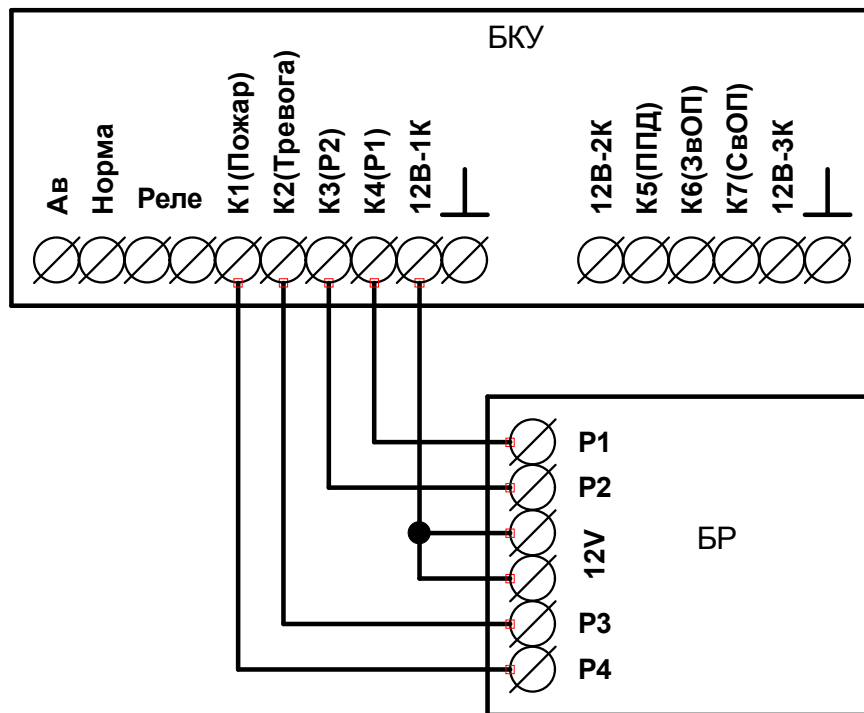 БКУ
Ав
Норма
Реле
К1(Пожар)
К2(Тревога)
К3(Р2)
К4(Р1)
12В-1К
12В-2К
К5(ППД)
К6(ЗвОП)
К7(СвОП)
12В-3К
Р1
Р2
12V
БР
Р3
Р4